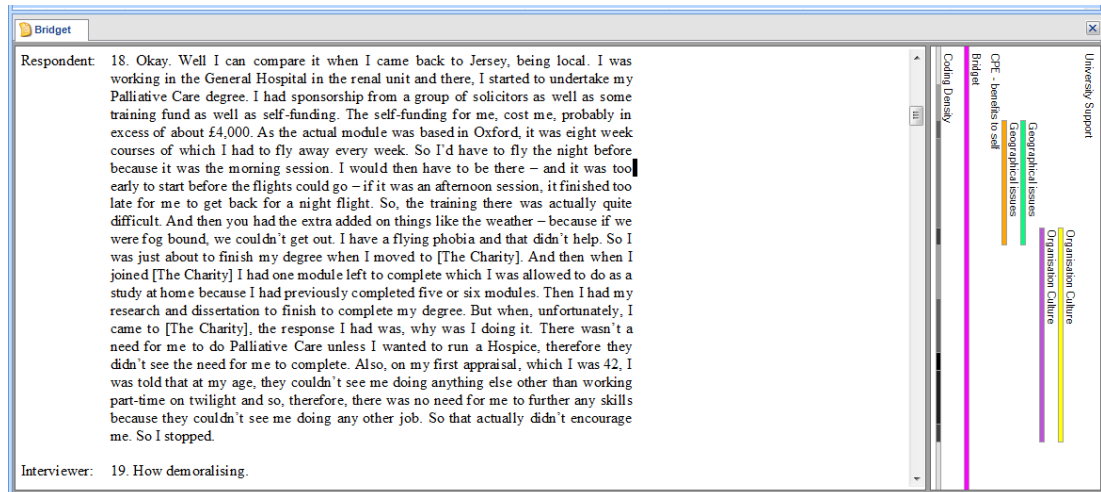 Bridget
Respondent: 18. Okay. Well I can compare it when I came back to Jersey, being local. I was
working in the General Hospital in the renal unit and there, I started to undertake my
Palliative Care degree. I had sponsorship from a group of solicitors as well as some
training fund as well as self-funding. The self-funding for me, cost me, probably in
excess of about £4,000. As the actual module was based in Oxford, it was eight week
courses of which I had to fly away every week. So I'd have to fly the night before
because it was the morning session. I would then have to be there – and it was too
early to start before the flights could go – if it was an afternoon session, it finished too
late for me to get back for a night flight. So, the training there was actually quite
difficult. And then you had the extra added on things like the weather – because if we
were fog bound, we couldn't get out. I have a flying phobia and that didn't help. So I
was just about to finish my degree when I moved to [The Charity]. And then when I
joined [The Charity] I had one module left to complete which I was allowed to do as a
study at home because I had previously completed five or six modules. Then I had my
research and dissertation to finish to complete my degree. But when, unfortunately, I
came to [The Charity], the response I had was, why was I doing it. There wasn't a
need for me to do Palliative Care unless I wanted to run a Hospice, therefore they
didn't see the need for me to complete. Also, on my first appraisal, which I was 42, I
was told that at my age, they couldn't see me doing anything else other than working
part-time on twilight and so, therefore, there was no need for me to further any skills
because they couldn't see me doing any other job. So that actually didn't encourage
me. So I stopped.
Interviewer: 19. How demoralising.
Coding Density
Bridget
CPE - benefits to self
Geographical issues
Geographical issues
Organisation Culture
Organisation Culture
University Support